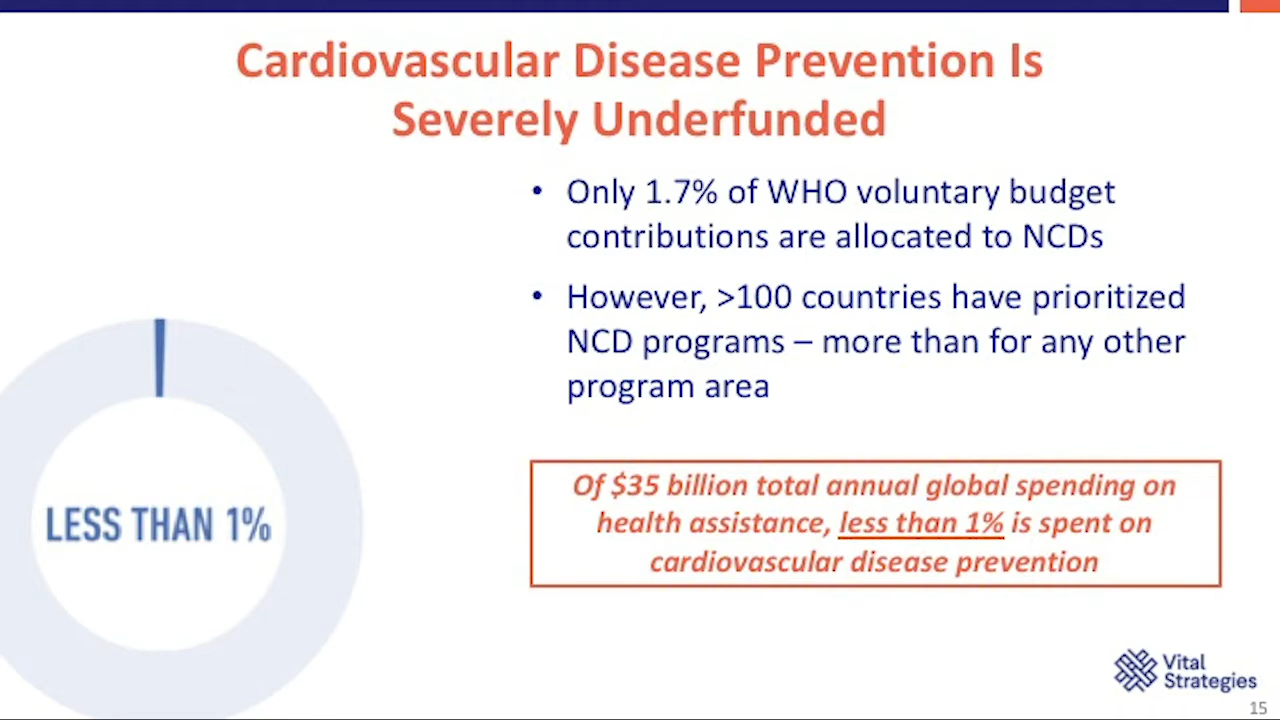 Cardiovascular Disease Prevention Is
Severely Underfunded
• Only 1.7% of WHO voluntary budget
contributions are allocated to NCDs
• However, >100 countries have prioritized
NCD programs – more than for any other
program area
LESS THAN 1%
Of $35 billion total annual global spending on
health assistance, less than 1% is spent on
cardiovascular disease prevention
Vital
Strategies
15